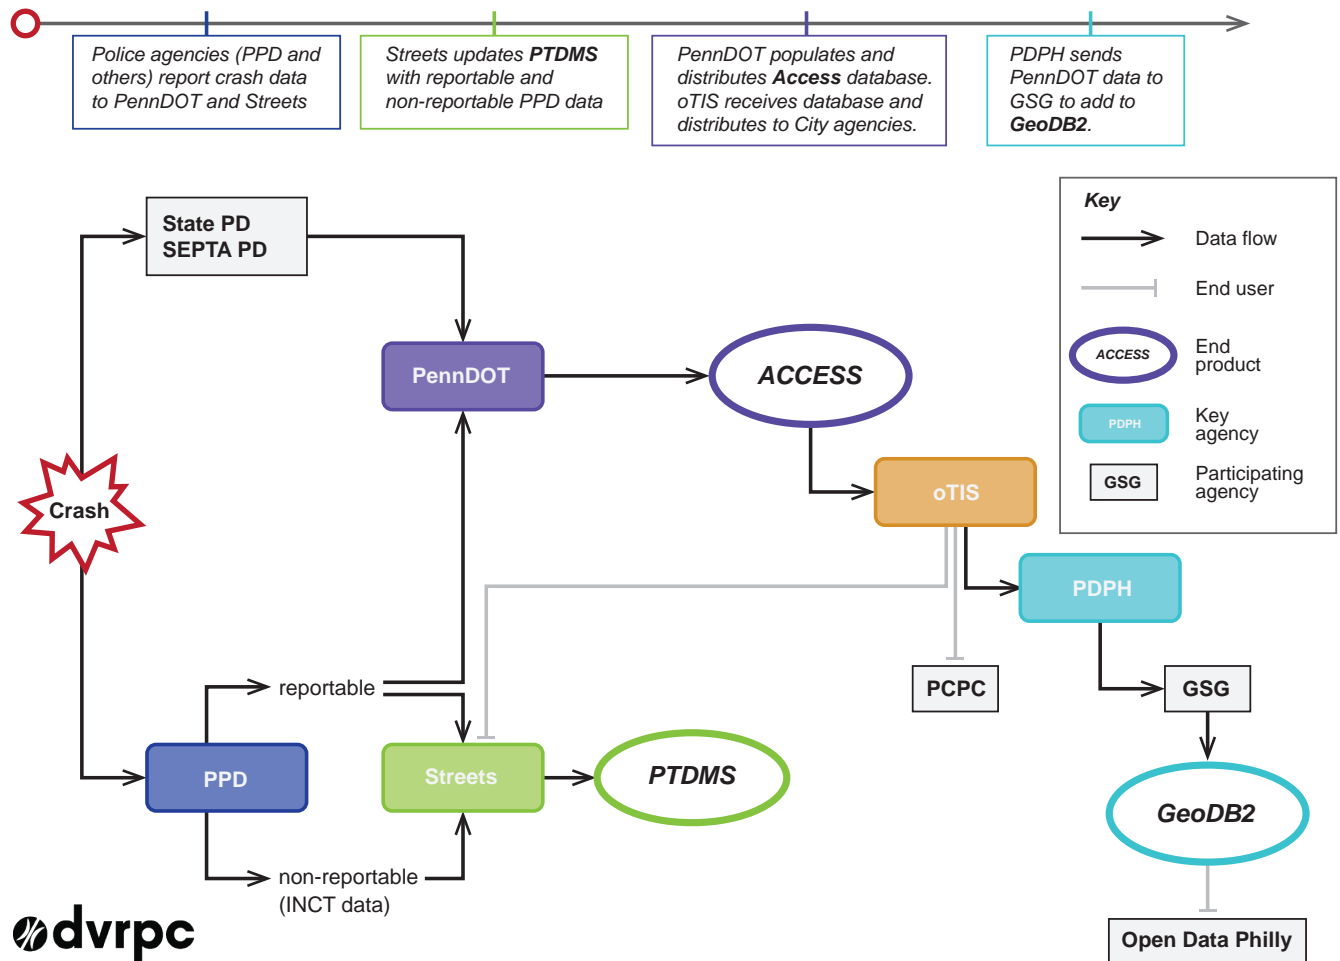 Police agencies (PPD and
others) report crash data
to PennDOT and Streets
Streets updates PTDMS
with reportable and
non-reportable PPD data
PennDOT populates and
distributes Access database.
oTIS receives database and
distributes to City agencies.
PDPH sends
PennDOT data to
GSG to add to
GeoDB2.
State PD
SEPTA PD
Key
Data flow
End user
ACCESS
End
product
PDPH
Key
agency
GSG
Participating
agency
PennDOT
ACCESS
oTIS
Crash
PDPH
reportable
PCPC
GSG
PPD
Streets
PTDMS
GeoDB2
non-reportable
(INCT data)
dvrpc
Open Data Philly